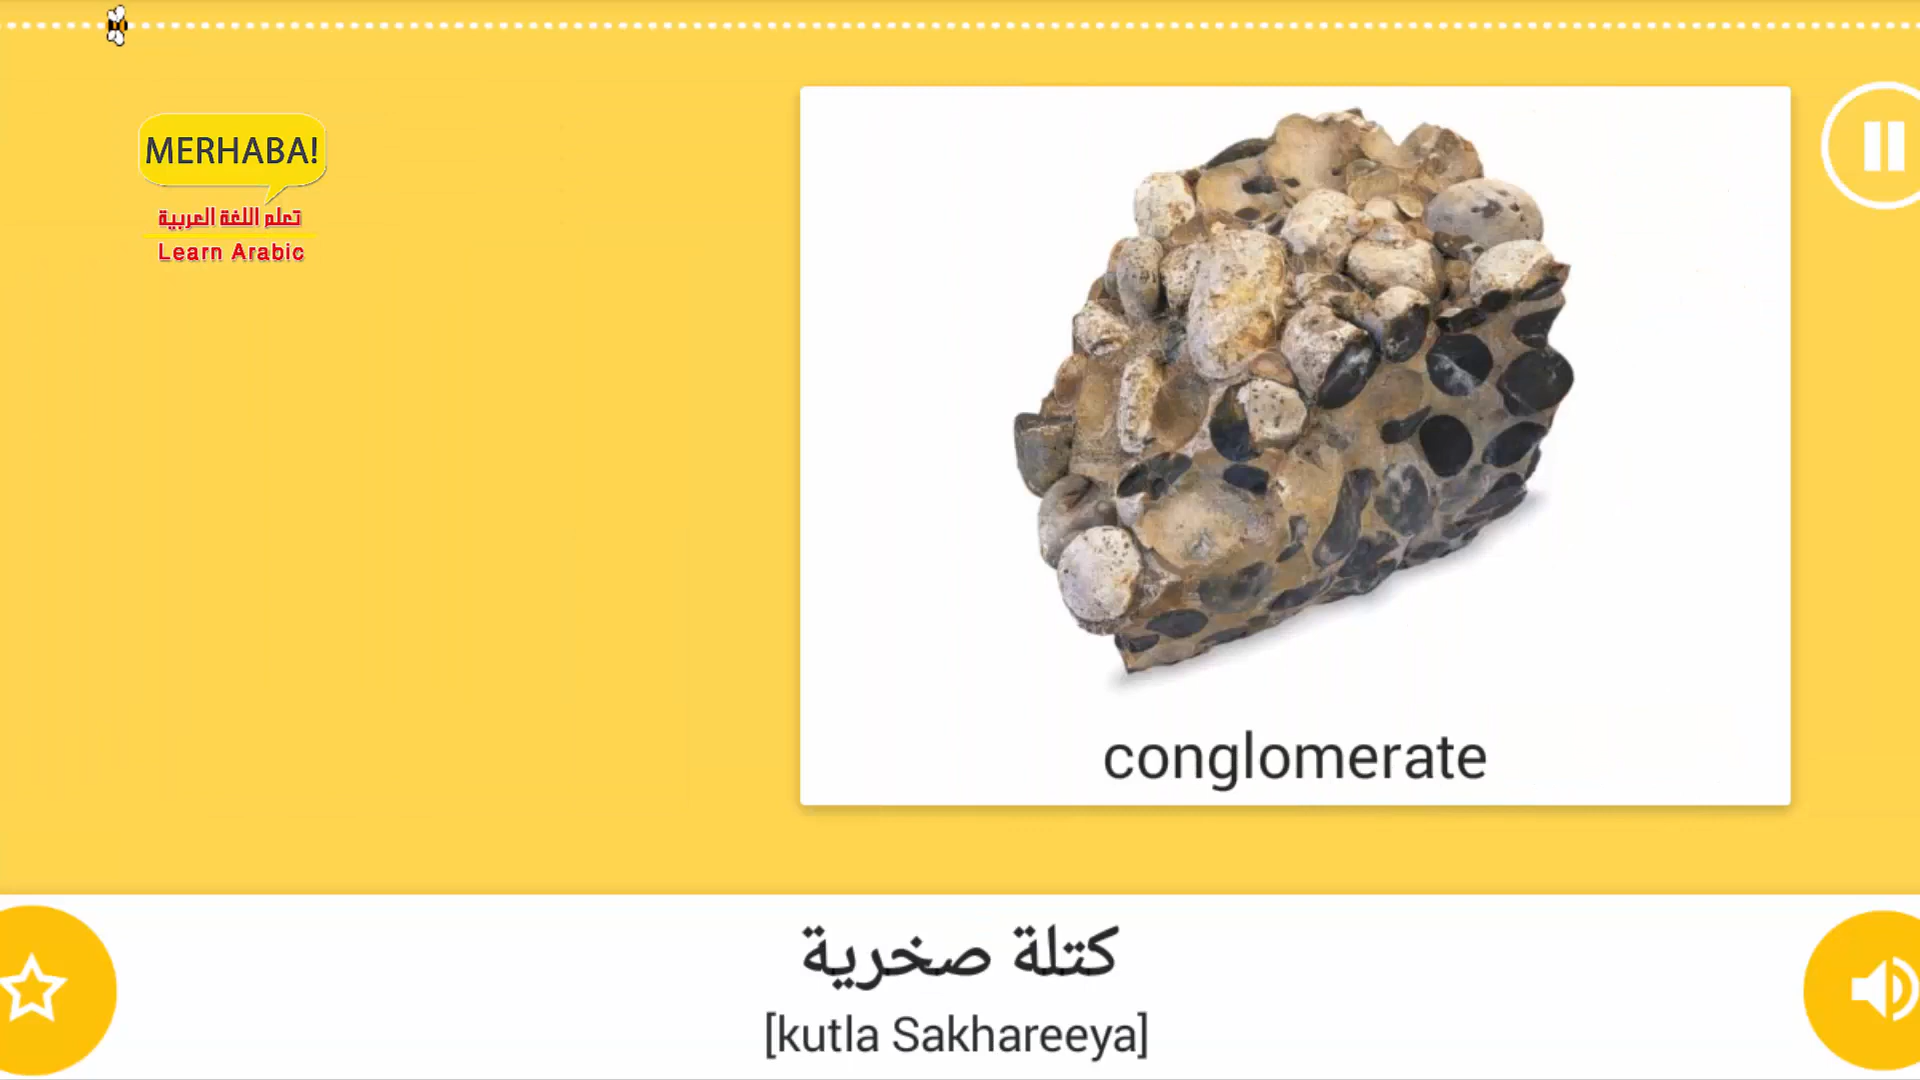 MERHABA!
تعلم اللغة العربية
Learn Arabic
conglomerate
كتلة صخرية
[kutla Sakhareeya]